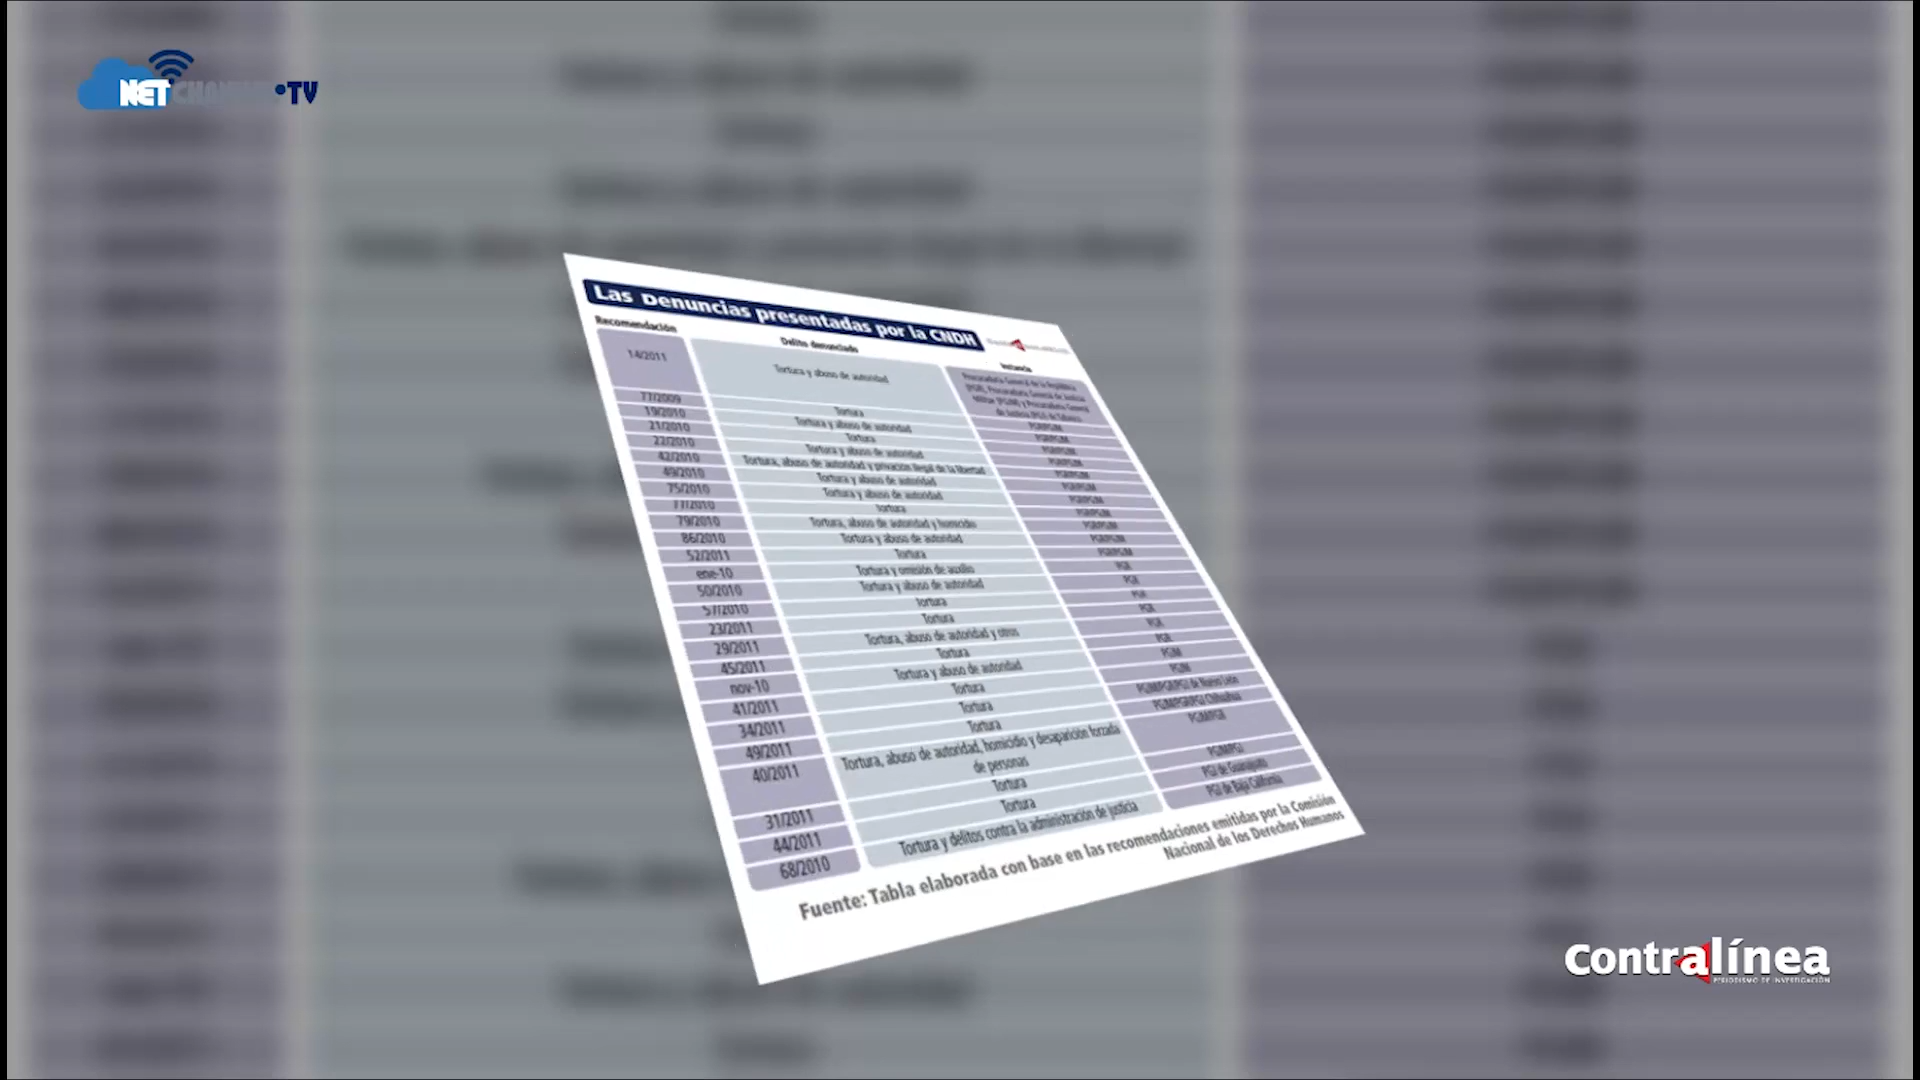 NET CHANNEL•TV
Las Denuncias presentadas por la CNDH
Recomendación
Delito denunciado
Instancia
14/2011
Tortura y abuso de autoridad
Procuraduría General de la República
(PGR), Procuraduría General de Justicia
Militar (PGJM) y Procuraduría General
de Justicia (PGJ) de Tabasco
77/2009 Tortura PGR/PGJM
19/2010 Tortura y abuso de autoridad PGR/PGJM
21/2010 Tortura PGR/PGJM
22/2010 Tortura y abuso de autoridad PGR/PGJM
42/2010 Tortura, abuso de autoridad y privación ilegal de la libertad PGR/PGJM
49/2010 Tortura y abuso de autoridad PGR/PGJM
75/2010 Tortura y abuso de autoridad PGR/PGJM
77/2010 Tortura PGR/PGJM
79/2010 Tortura, abuso de autoridad y homicidio PGR/PGJM
86/2010 Tortura y abuso de autoridad PGR/PGJM
52/2011 Tortura PGR/PGJM
ene-10 Tortura y omisión de auxilio PGR
50/2010 Tortura y abuso de autoridad PGR
57/2010 Tortura PGR
23/2011 Tortura PGR
29/2011 Tortura, abuso de autoridad y otros PGR
45/2011 Tortura PGR
nov-10 Tortura y abuso de autoridad PGJM
41/2011 Tortura PGJM
34/2011 Tortura PGJM/PGR/PGJ de Nuevo León
49/2011 Tortura PGJM/PGR/PGJ Chihuahua
40/2011 Tortura, abuso de autoridad, homicidio y desaparición forzada PGJM/PGR
de personas
31/2011 Tortura PGJM/PGJ
44/2011 Tortura PGJ de Guanajuato
68/2010 Tortura y delitos contra la administración de justicia PGJ de Baja California
Fuente: Tabla elaborada con base en las recomendaciones emitidas por la Comisión
Nacional de los Derechos Humanos
Contralínea
PERIODISMO DE INVESTIGACIÓN